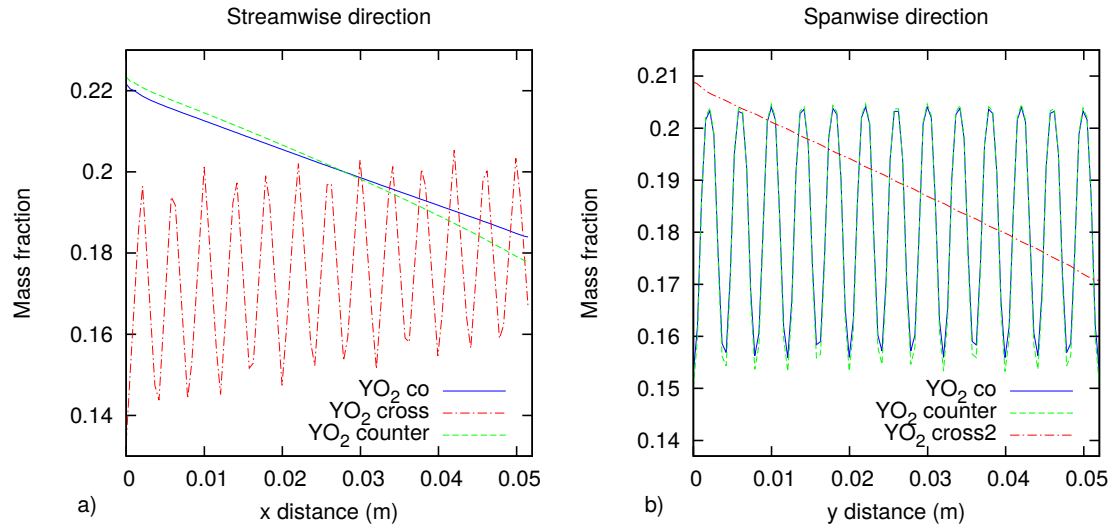 Streamwise direction
Mass fraction
0.22
0.2
0.18
0.16
0.14
YO2 co
YO2 cross
YO2 counter
0 0.01 0.02 0.03 0.04 0.05
a)
x distance (m)
Spanwise direction
Mass fraction
0.21
0.2
0.19
0.18
0.17
0.16
0.15
0.14
YO2 co
YO2 counter
YO2 cross2
0 0.01 0.02 0.03 0.04 0.05
b)
y distance (m)